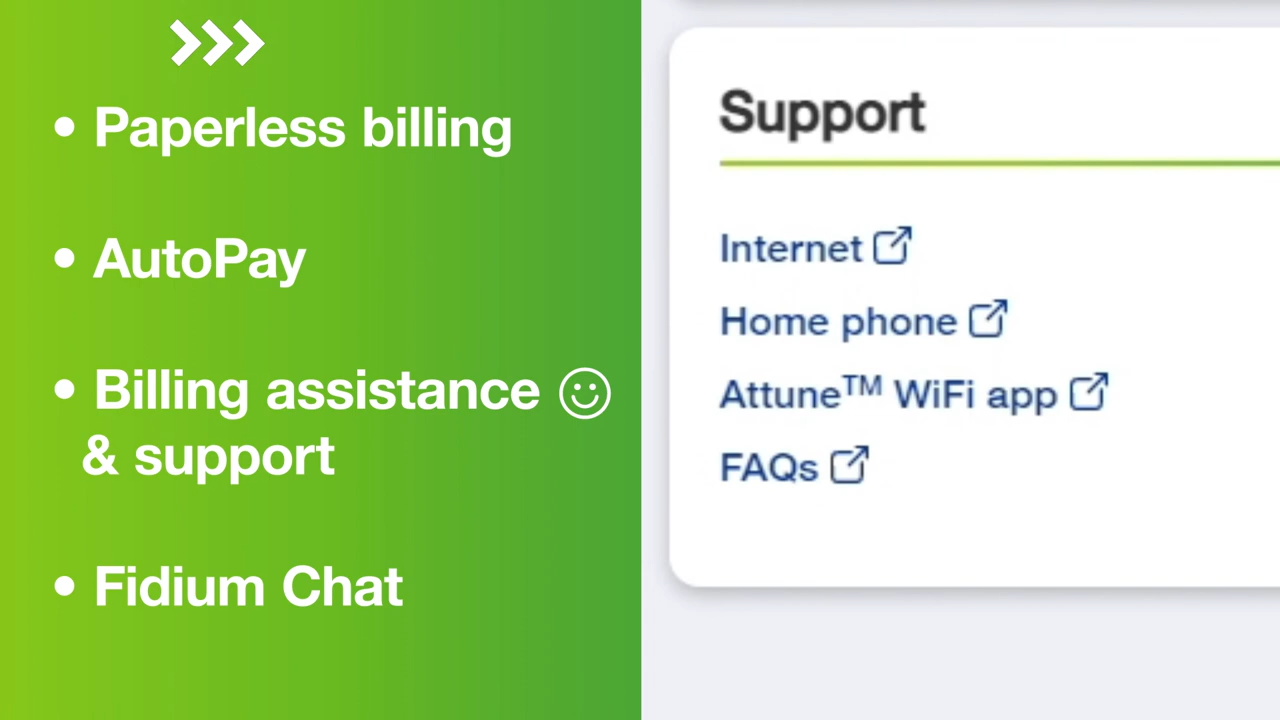 • Paperless billing
• AutoPay
• Billing assistance
& support
• Fidium Chat
Support
Internet
Home phone
Attune™ WiFi app
FAQs